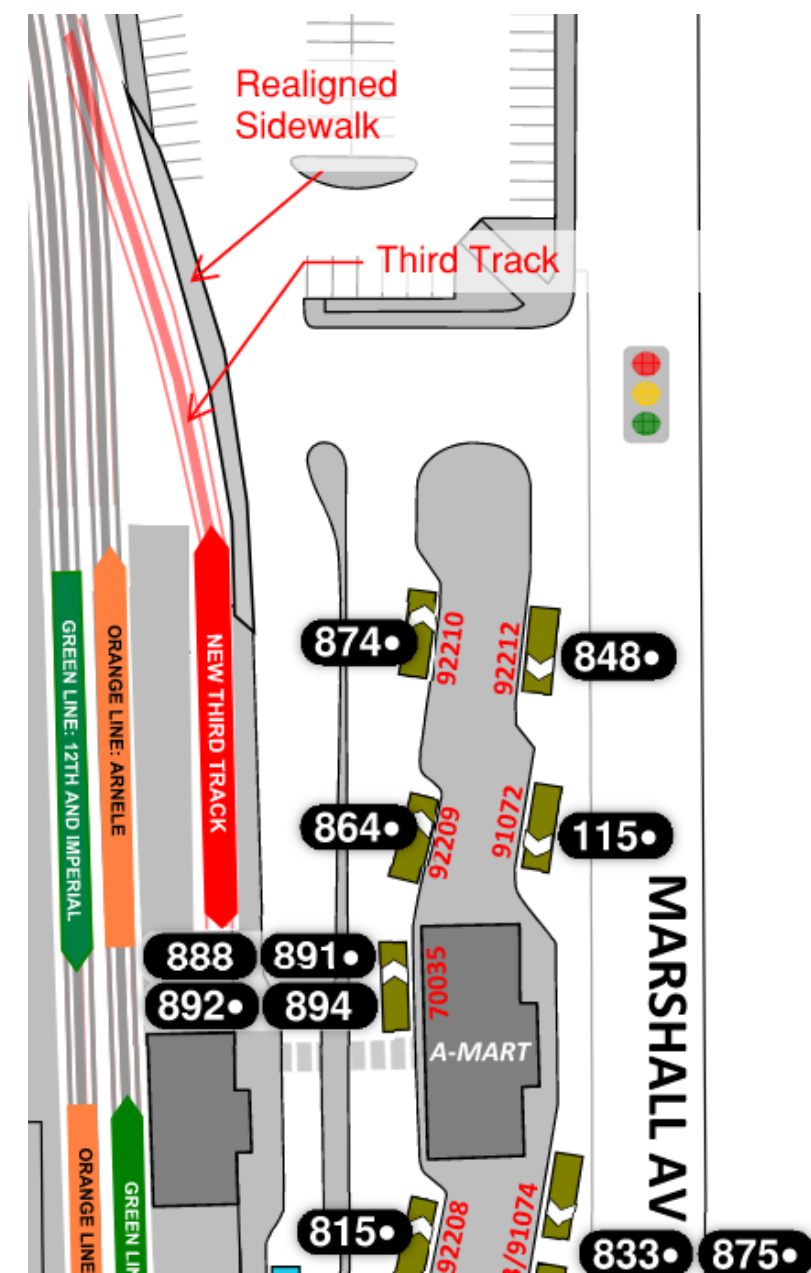 Realigned
Sidewalk
Third Track
GREEN LINE: 12TH AND IMPERIAL
ORANGE LINE: ARNELE
NEW THIRD TRACK
874•
92210
92212
848•
864•
92209
91072
115•
888
891•
892•
894
70035
A-MART
MARSHALL AV
ORANGE LINE
GREEN
815•
92208
/91074
833•
875•